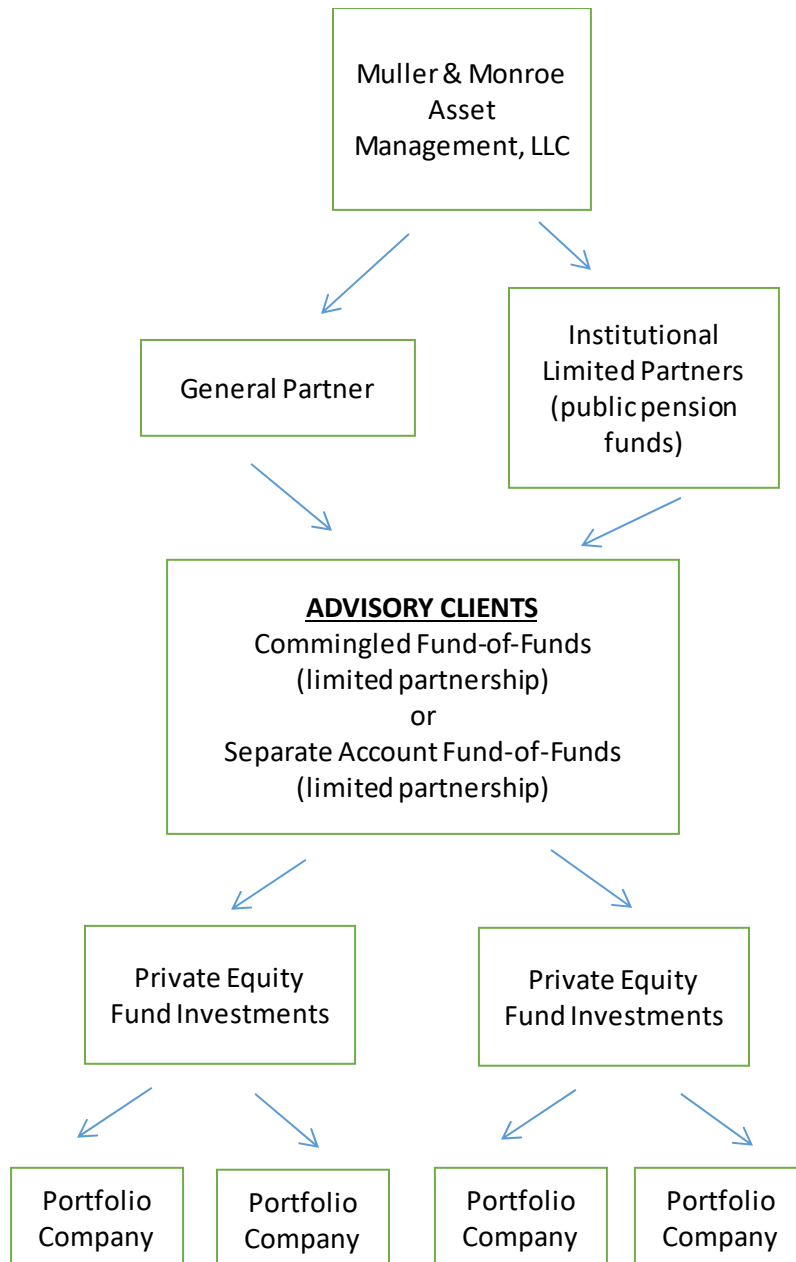 Muller & Monroe
Asset
Management, LLC
General Partner
Institutional
Limited Partners
(public pension
funds)
ADVISORY CLIENTS
Commingled Fund-of-Funds
(limited partnership)
or
Separate Account Fund-of-Funds
(limited partnership)
Private Equity
Fund Investments
Private Equity
Fund Investments
Portfolio
Company
Portfolio
Company
Portfolio
Company
Portfolio
Company